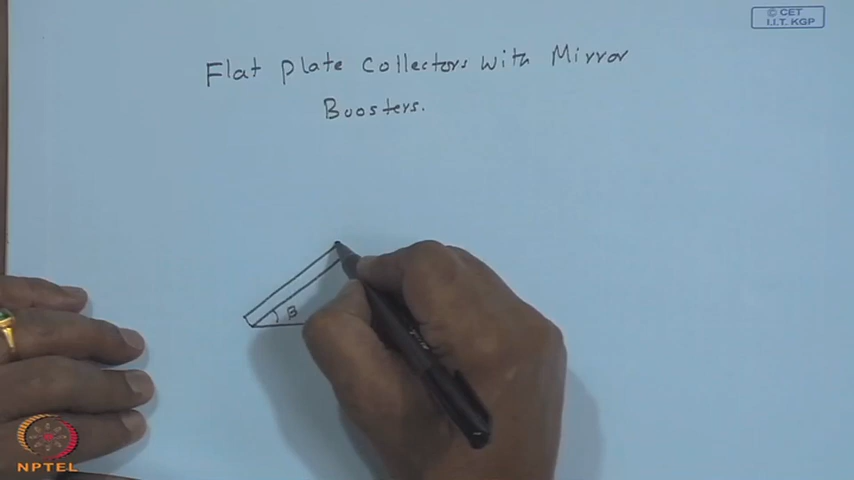 © CET
I.I.T. KGP
Flat plate collectors with Mirror
Boosters.
β
NPTEL